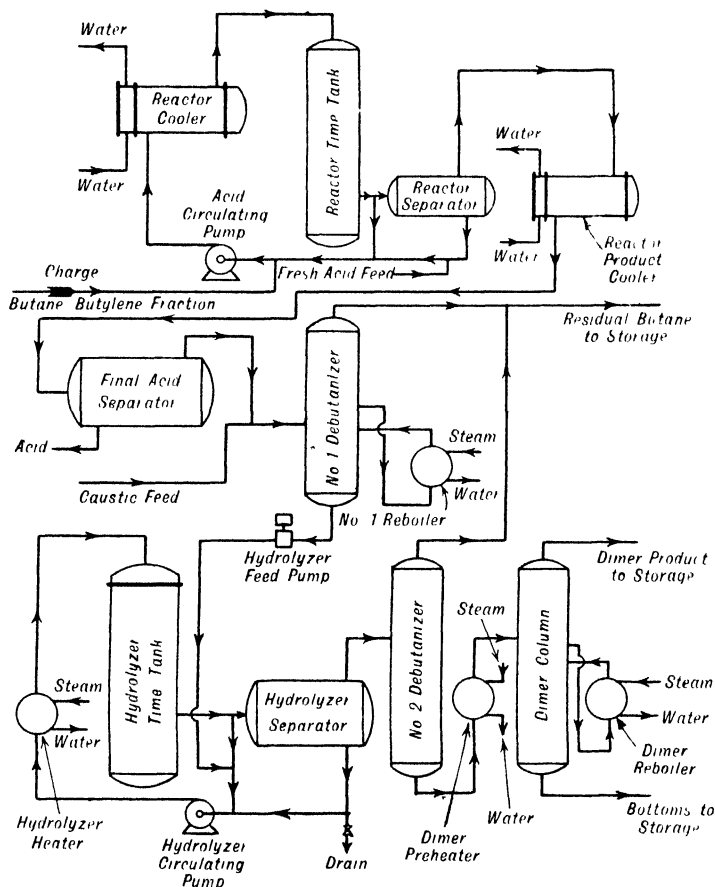 Water
Reactor
Cooler
Water
Reactor Time Tank
Acid
Circulating
Pump
Reactor
Separator
Water
Water
Product
Cooler
Fresh Acid Feed
Charge
Butane Butylene Fraction
Residual Butane
to Storage
Final Acid
Separator
Acid
Caustic Feed
No 1 Debutanizer
Steam
Water
No 1 Reboiler
Hydrolyzer
Feed Pump
Dimer Product
to Storage
Hydrolyzer
Time Tank
Steam
Water
Hydrolyzer
Heater
Hydrolyzer
Separator
Hydrolyzer
Circulating
Pump
Drain
No 2 Debutanizer
Steam
Dimer
Preheater
Water
Dimer Column
Steam
Water
Dimer
Reboiler
Bottoms to
Storage